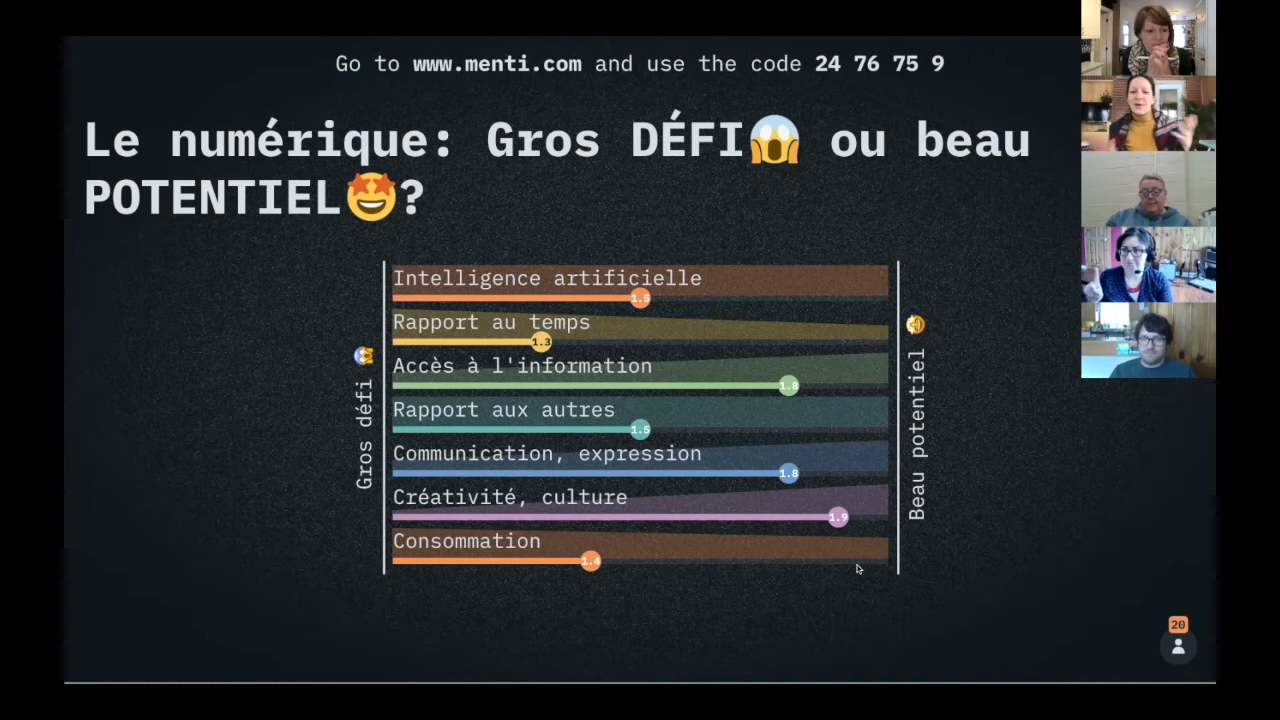 Go to www.menti.com and use the code 24 76 75 9
Le numérique: Gros DÉFI😱 ou beau
POTENTIEL🤩?
Gros défi
Intelligence artificielle
1.5
Rapport au temps
1.3
Accès à l'information
1.8
Rapport aux autres
1.5
Communication, expression
1.8
Créativité, culture
1.9
Consommation
1.4
Beau potentiel
20